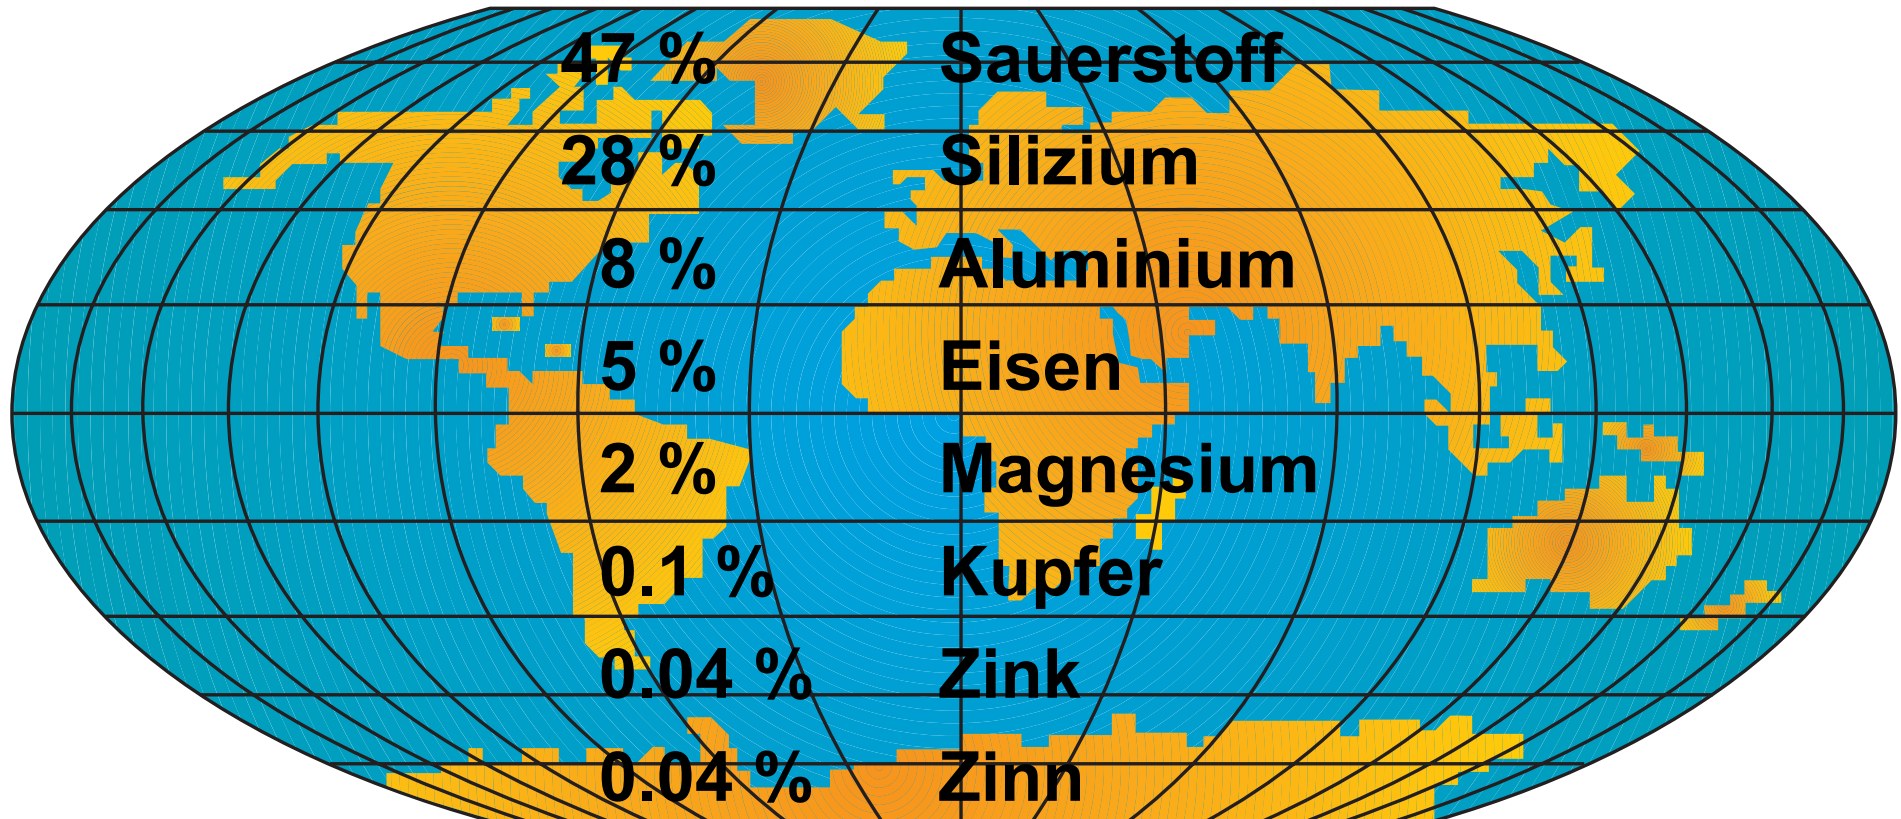 47 % Sauerstoff
28 % Silizium
8 % Aluminium
5 % Eisen
2 % Magnesium
0.1 % Kupfer
0.04 % Zink
0.04 % Zinn